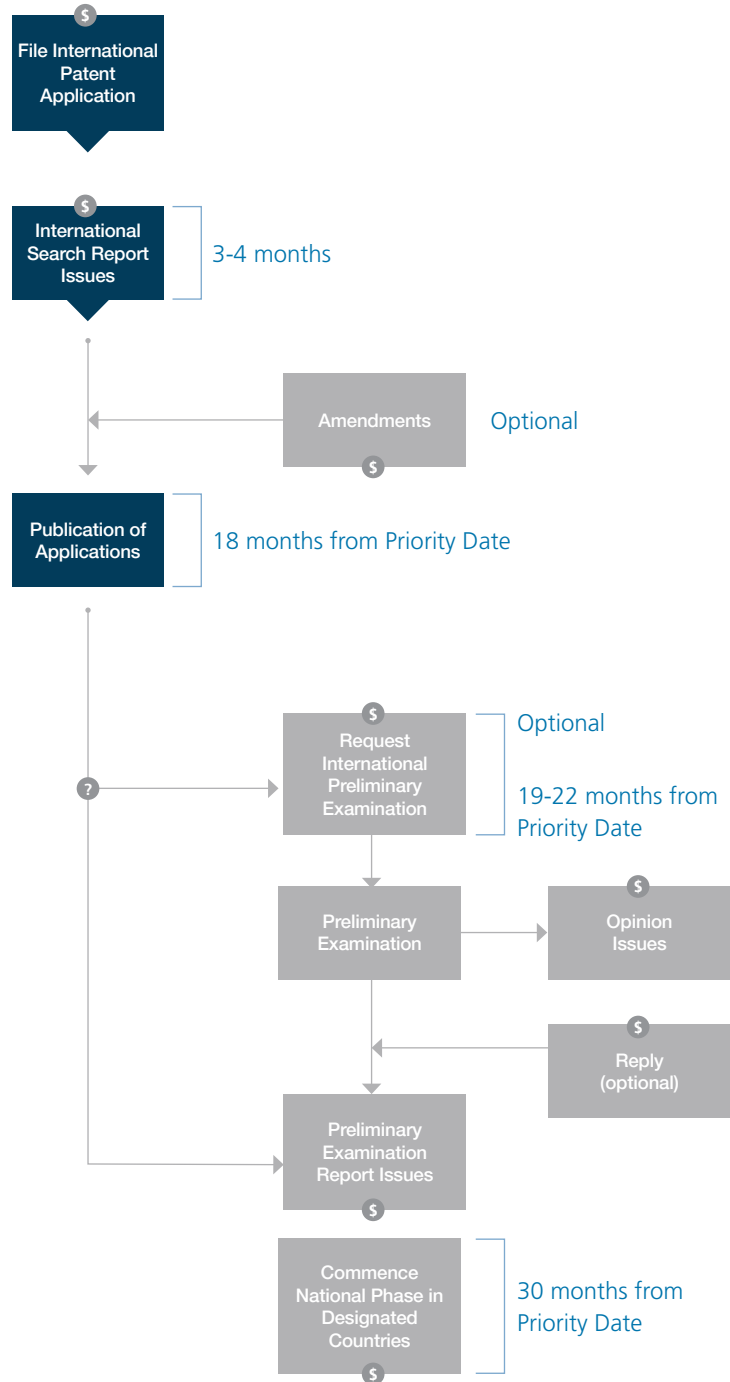 $
File International
Patent
Application
$
International
Search Report
Issues
3-4 months
Amendments
Optional
$
Publication of
Applications
18 months from Priority Date
$
Request
International
Preliminary
Examination
Optional
19-22 months from
Priority Date
?
Preliminary
Examination
$
Opinion
Issues
$
Reply
(optional)
Preliminary
Examination
Report Issues
$
Commence
National Phase in
Designated
Countries
30 months from
Priority Date
$